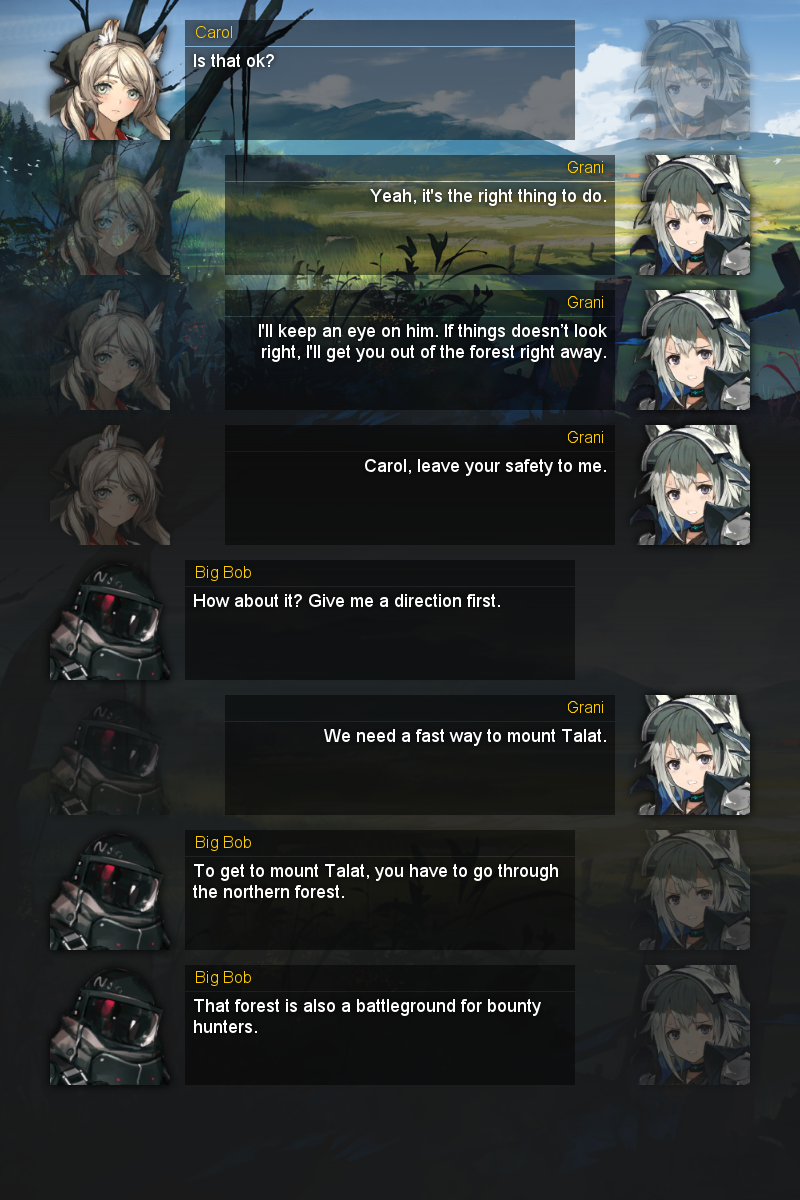 Carol
Is that ok?
Grani
Yeah, it's the right thing to do.
Grani
I'll keep an eye on him. If things doesn't look
right, I'll get you out of the forest right away.
Grani
Carol, leave your safety to me.
Big Bob
How about it? Give me a direction first.
Grani
We need a fast way to mount Talat.
Big Bob
To get to mount Talat, you have to go through
the northern forest.
Big Bob
That forest is also a battleground for bounty
hunters.